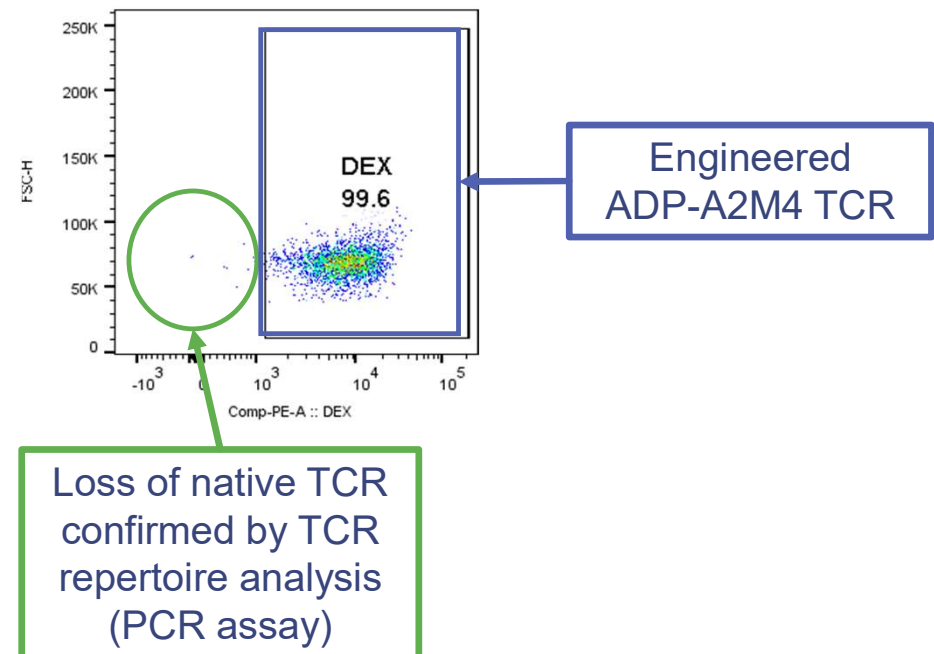 250K
200K
150K
100K
50K
0
FSC-H
DEX
99.6
-10³ 0 10³ 10⁴ 10⁵
Comp-PE-A :: DEX
Engineered
ADP-A2M4 TCR
Loss of native TCR
confirmed by TCR
repertoire analysis
(PCR assay)